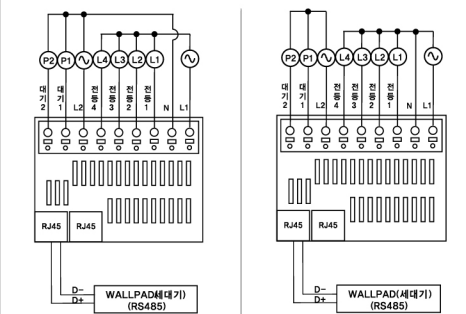 P2 P1 L4 L3 L2 L1
대기2 대기1 L2 전등4 전등3 전등2 전등1 N L1
RJ45 RJ45
D-
D+
WALLPAD(세대기)
(RS485)
P2 P1 L4 L3 L2 L1
대기2 대기1 L2 전등4 전등3 전등2 전등1 N L1
RJ45 RJ45
D-
D+
WALLPAD(세대기)
(RS485)